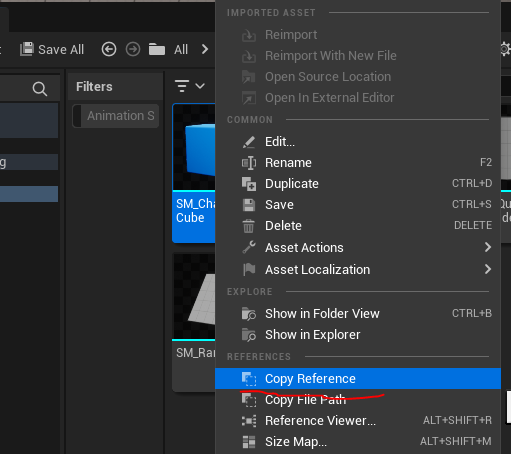 IMPORTED ASSET
Reimport
Reimport With New File
Open Source Location
Open In External Editor
Save All
All
Filters
Animation S
COMMON
Edit...
Rename F2
Duplicate CTRL+D
Save CTRL+S
Delete DELETE
Asset Actions
Asset Localization
SM_Cha
Cube
EXPLORE
Show in Folder View CTRL+B
Show in Explorer
REFERENCES
Copy Reference
Copy File Path
Reference Viewer... ALT+SHIFT+R
Size Map... ALT+SHIFT+M
SM_Ra